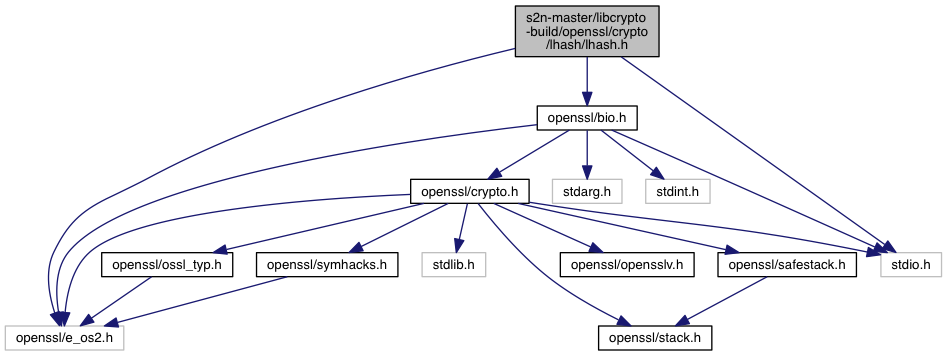 s2n-master/libcrypto
-build/openssl/crypto
/lhash/lhash.h
openssl/bio.h
openssl/crypto.h
stdarg.h
stdint.h
openssl/ossl_typ.h
openssl/symhacks.h
stdlib.h
openssl/opensslv.h
openssl/safestack.h
stdio.h
openssl/e_os2.h
openssl/stack.h